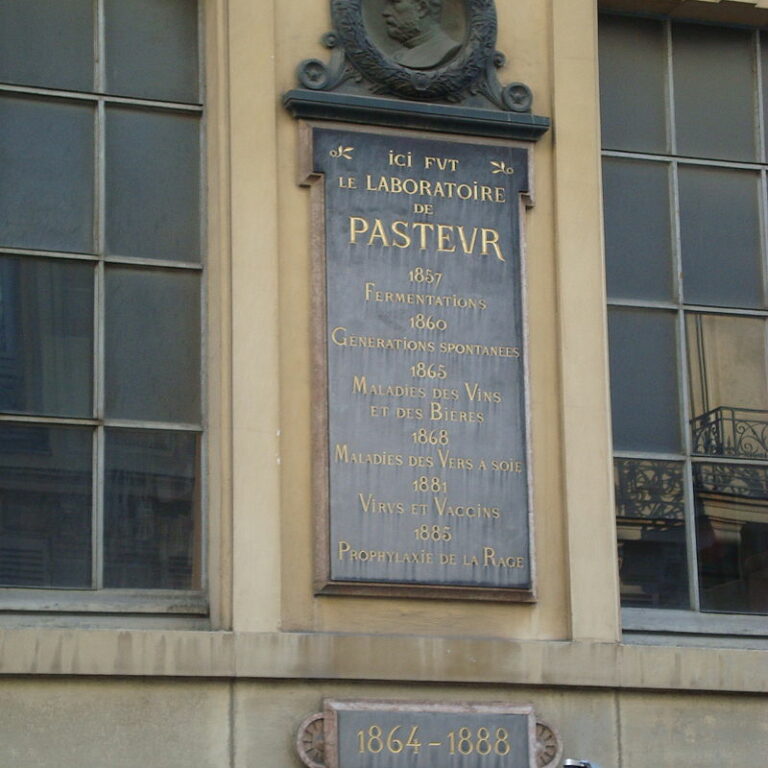 ICI FVT
LE LABORATOIRE
DE
PASTEVR
1857
FERMENTATIONS
1860
GENERATIONS SPONTANEES
1865
MALADIES DES VINS
ET DES BIERES
1868
MALADIES DES VERS A SOIE
1881
VIRVS ET VACCINS
1885
PROPHYLAXIE DE LA RAGE
1864-1888